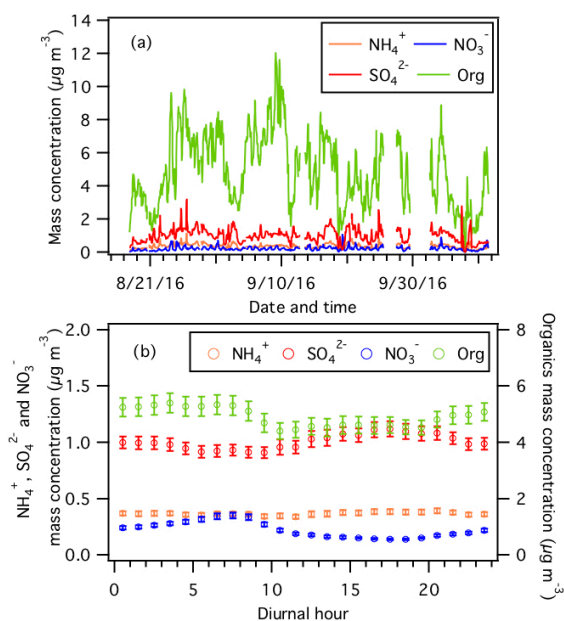 14
12
10
8
6
4
2
0
Mass concentration (μg m⁻³)
(a)
NH₄⁺ NO₃⁻
SO₄²⁻ Org
8/21/16 9/10/16 9/30/16
Date and time
2.0
1.5
1.0
0.5
0.0
NH₄⁺, SO₄²⁻ and NO₃⁻
mass concentration (μg m⁻³)
(b)
NH₄⁺ SO₄²⁻ NO₃⁻ Org
8
6
4
2
0
Organics mass concentration (μg m⁻³)
0 5 10 15 20
Diurnal hour